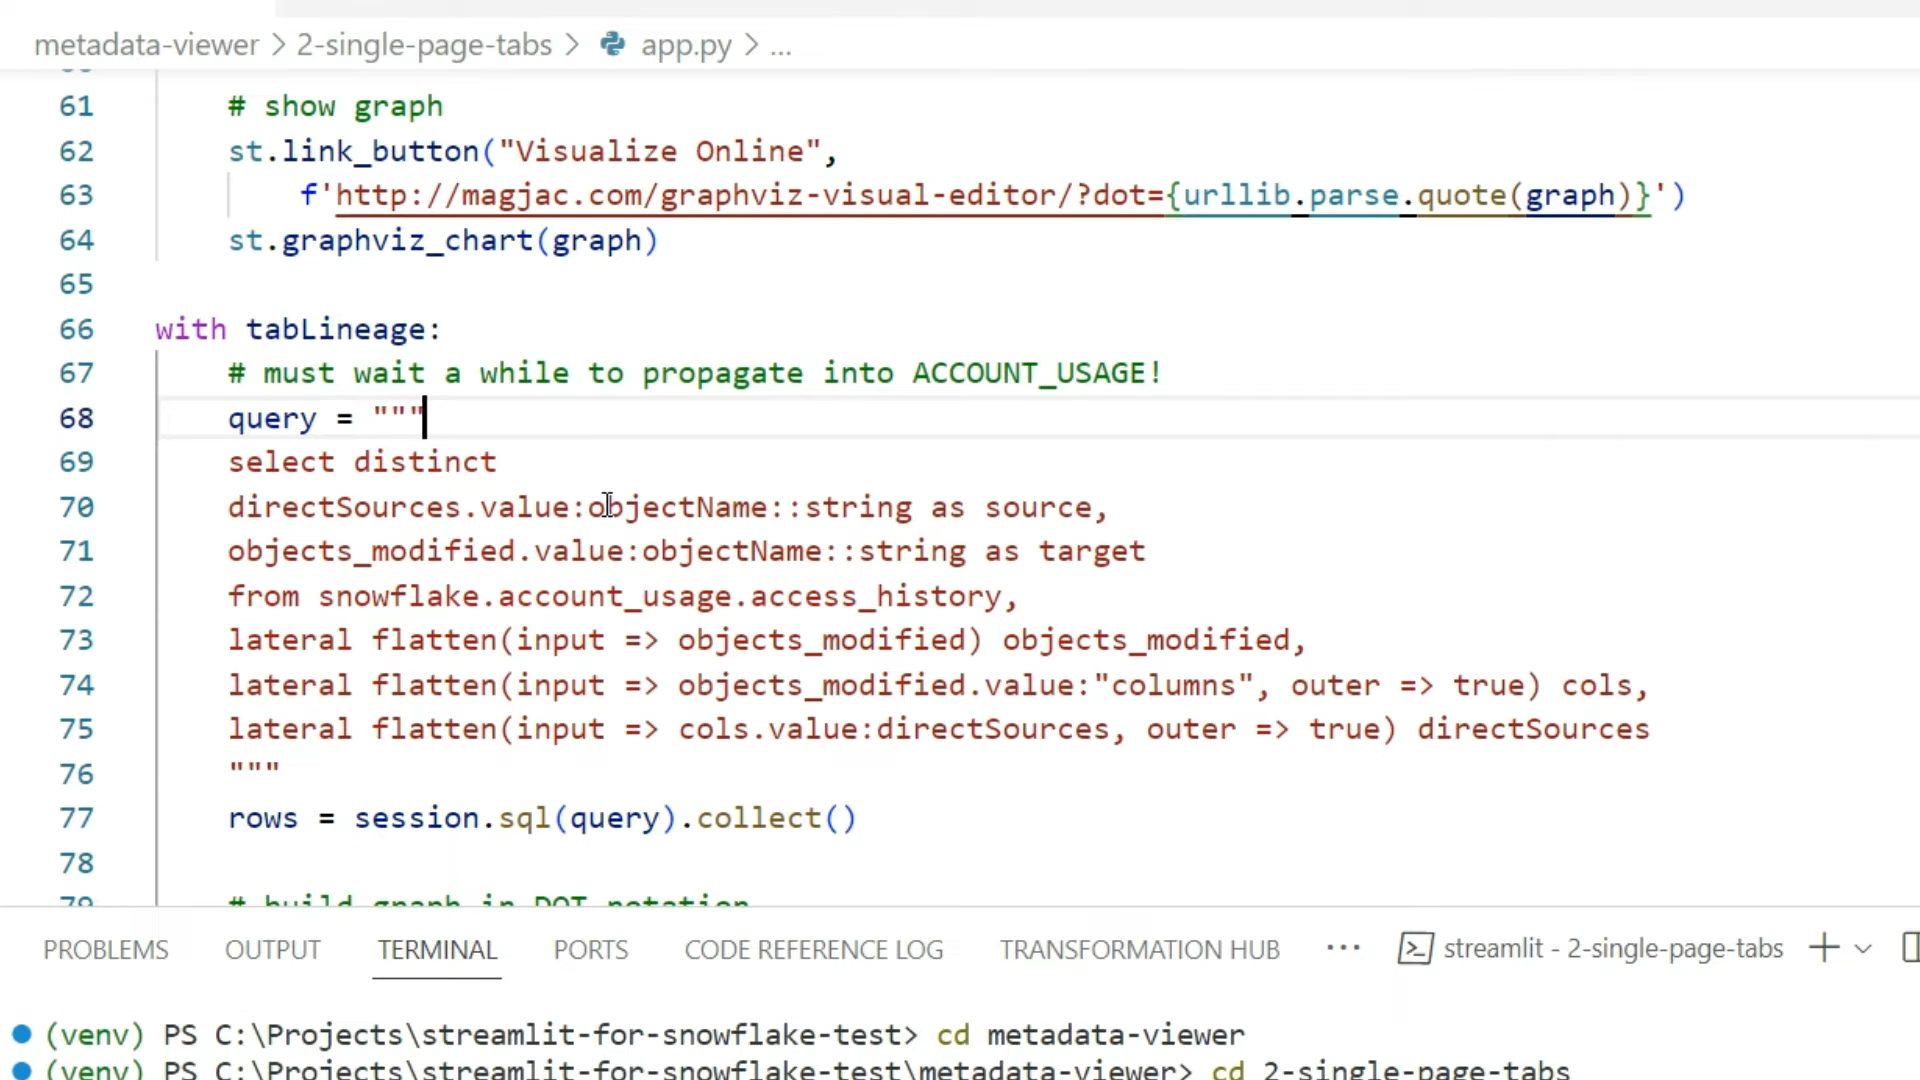 metadata-viewer > 2-single-page-tabs > app.py > ...
61 # show graph
62 st.link_button("Visualize Online",
63 f'http://magjac.com/graphviz-visual-editor/?dot={urllib.parse.quote(graph)}')
64 st.graphviz_chart(graph)
65
66 with tabLineage:
67 # must wait a while to propagate into ACCOUNT_USAGE!
68 query = """
69 select distinct
70 directSources.value:objectName::string as source,
71 objects_modified.value:objectName::string as target
72 from snowflake.account_usage.access_history,
73 lateral flatten(input => objects_modified) objects_modified,
74 lateral flatten(input => objects_modified.value:"columns", outer => true) cols,
75 lateral flatten(input => cols.value:directSources, outer => true) directSources
76 """
77 rows = session.sql(query).collect()
78
79 # build graph in DOT notation
PROBLEMS OUTPUT TERMINAL PORTS CODE REFERENCE LOG TRANSFORMATION HUB ... streamlit - 2-single-page-tabs
(venv) PS C:\Projects\streamlit-for-snowflake-test> cd metadata-viewer
(venv) PS C:\Projects\streamlit-for-snowflake-test\metadata-viewer> cd 2-single-page-tabs